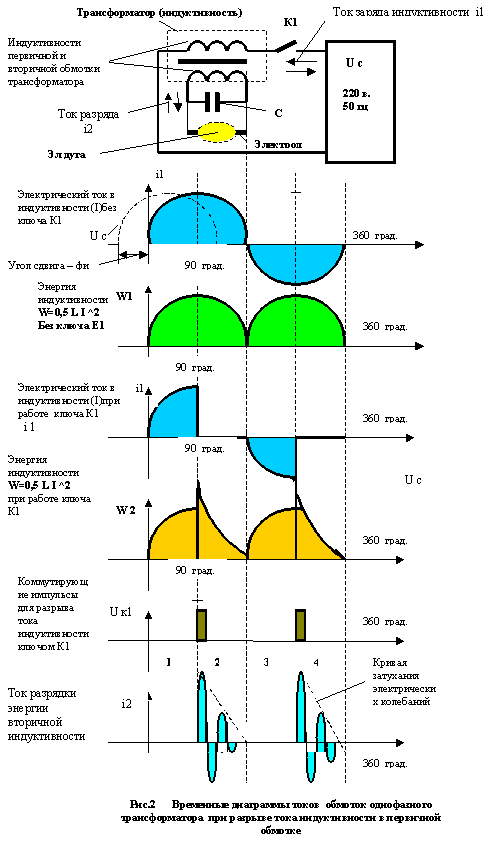 Трансформатор (индуктивность)
К1
Ток заряда индуктивности i1
Индуктивности
первичной и
вторичной обмотки
трансформатора
U c
220 в.
50 гц
Ток разряда
i2
С
Эл дуга
Электрод
i1
Электрический ток в
индуктивности (I)без
ключа К1
U c
360 град.
Угол сдвига – фи
90 град.
Энергия
индуктивности
W=0,5 L I ^2
Без ключа Е1
W1
360 град.
90 град.
Электрический ток в
индуктивности (I)при
работе ключа К1
i 1
i1
360 град.
90 град.
Энергия
индуктивности
W=0,5 L I ^2
при работе ключа
К1
U c
W2
360 град.
90 град.
Коммутирующ
ие импульсы
для разрыва
тока
индуктивности
ключом К1
U к1
360 град.
1 2 3 4
Кривая
затухания
электрически
х колебаний
Ток разрядки
энергии
вторичной
индуктивности
i2
360 град.
Рис.2 Временные диаграммы токов обмоток однофазного
трансформатора при разрыве тока индуктивности в первичной
обмотке